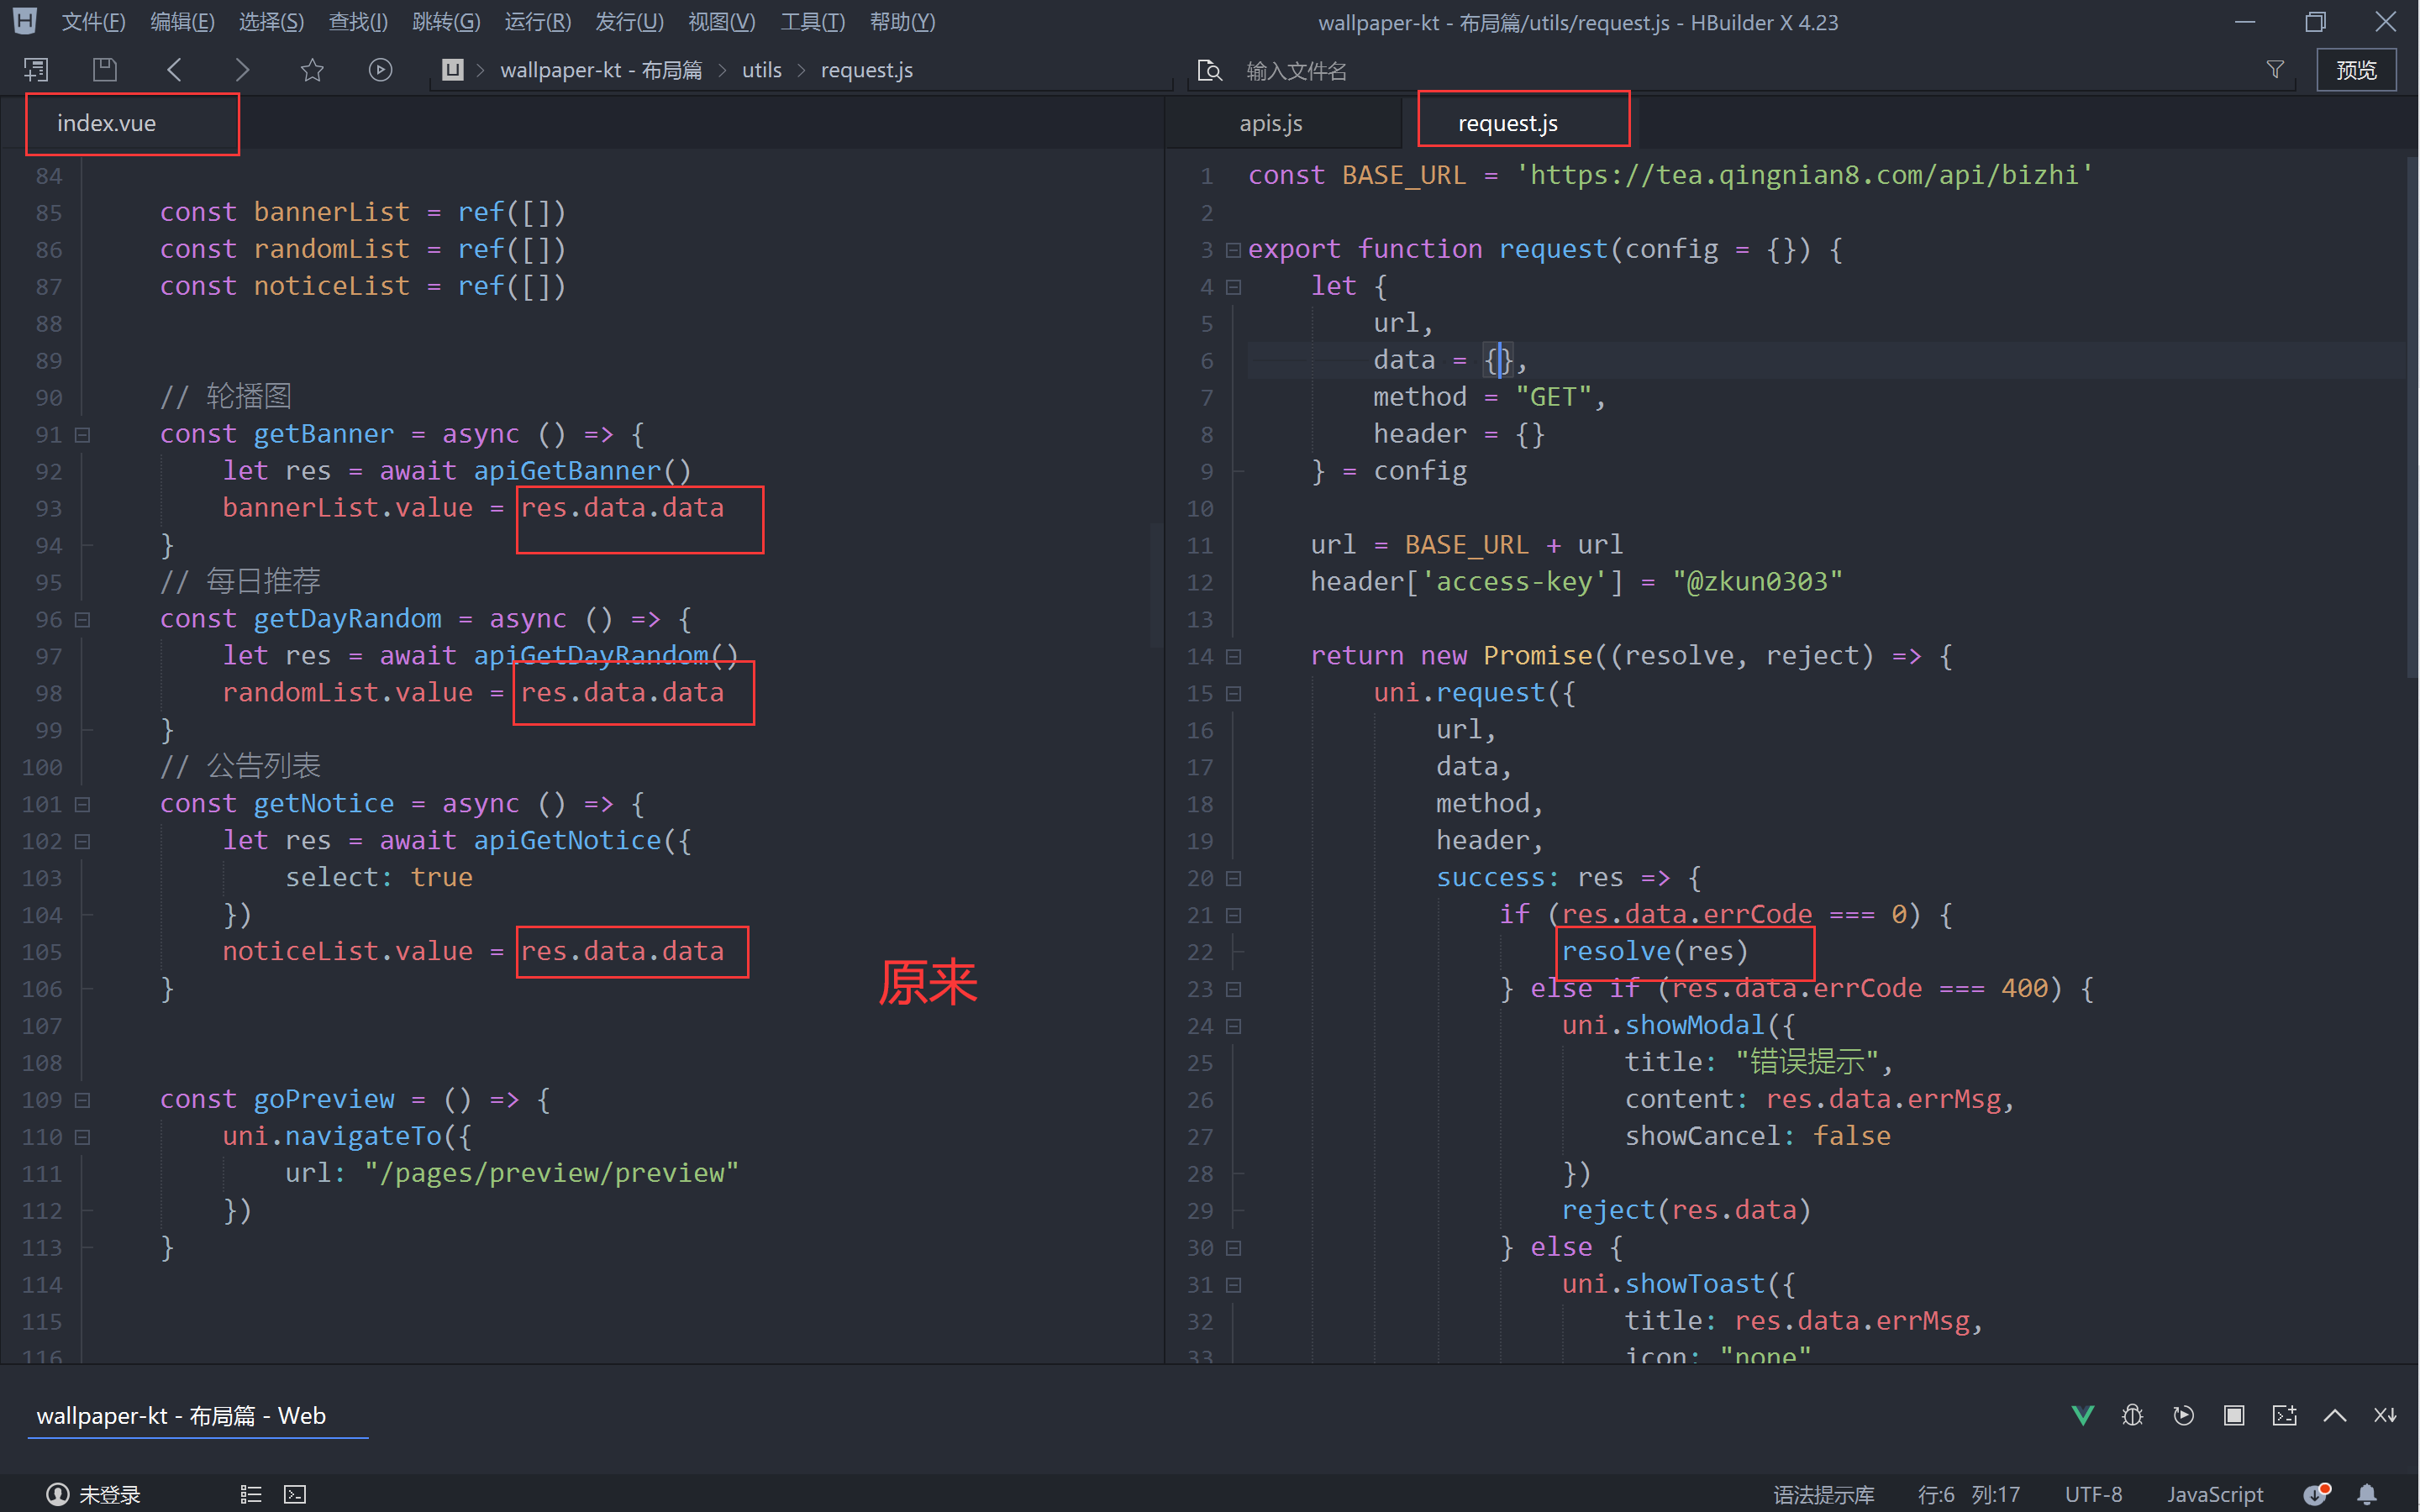 文件(F) 编辑(E) 选择(S) 查找(I) 跳转(G) 运行(R) 发行(U) 视图(V) 工具(T) 帮助(Y) wallpaper-kt - 布局篇/utils/request.js - HBuilder X 4.23
wallpaper-kt - 布局篇 > utils > request.js 输入文件名 预览
index.vue
84
85 const bannerList = ref([])
86 const randomList = ref([])
87 const noticeList = ref([])
88
89
90 // 轮播图
91 const getBanner = async () => {
92 let res = await apiGetBanner()
93 bannerList.value = res.data.data
94 }
95 // 每日推荐
96 const getDayRandom = async () => {
97 let res = await apiGetDayRandom()
98 randomList.value = res.data.data
99 }
100 // 公告列表
101 const getNotice = async () => {
102 let res = await apiGetNotice({
103 select: true
104 })
105 noticeList.value = res.data.data
106 }
107
108
109 const goPreview = () => {
110 uni.navigateTo({
111 url: "/pages/preview/preview"
112 })
113 }
114
115
116
原来
apis.js request.js
1 const BASE_URL = 'https://tea.qingnian8.com/api/bizhi'
2
3 export function request(config = {}) {
4 let {
5 url,
6 data = {},
7 method = "GET",
8 header = {}
9 } = config
10
11 url = BASE_URL + url
12 header['access-key'] = "@zkun0303"
13
14 return new Promise((resolve, reject) => {
15 uni.request({
16 url,
17 data,
18 method,
19 header,
20 success: res => {
21 if (res.data.errCode === 0) {
22 resolve(res)
23 } else if (res.data.errCode === 400) {
24 uni.showModal({
25 title: "错误提示",
26 content: res.data.errMsg,
27 showCancel: false
28 })
29 reject(res.data)
30 } else {
31 uni.showToast({
32 title: res.data.errMsg,
33 icon: "none"
wallpaper-kt - 布局篇 - Web
未登录 语法提示库 行:6 列:17 UTF-8 JavaScript